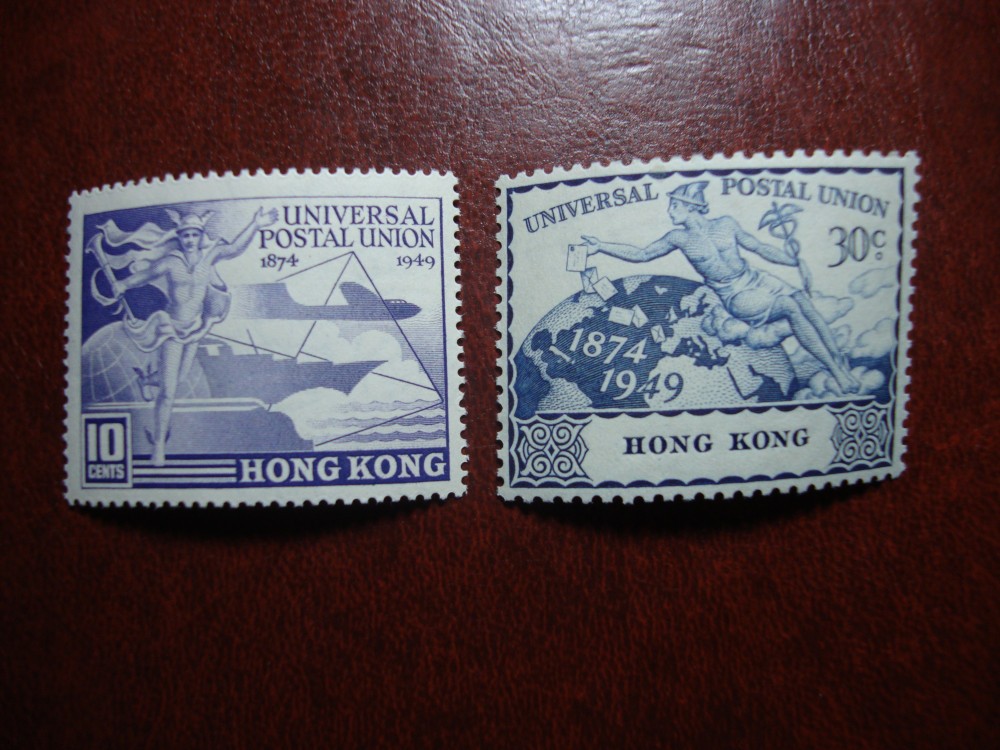 UNIVERSAL
POSTAL UNION
1874 1949
10
CENTS
HONG KONG
UNIVERSAL POSTAL UNION
30c
1874
1949
HONG KONG